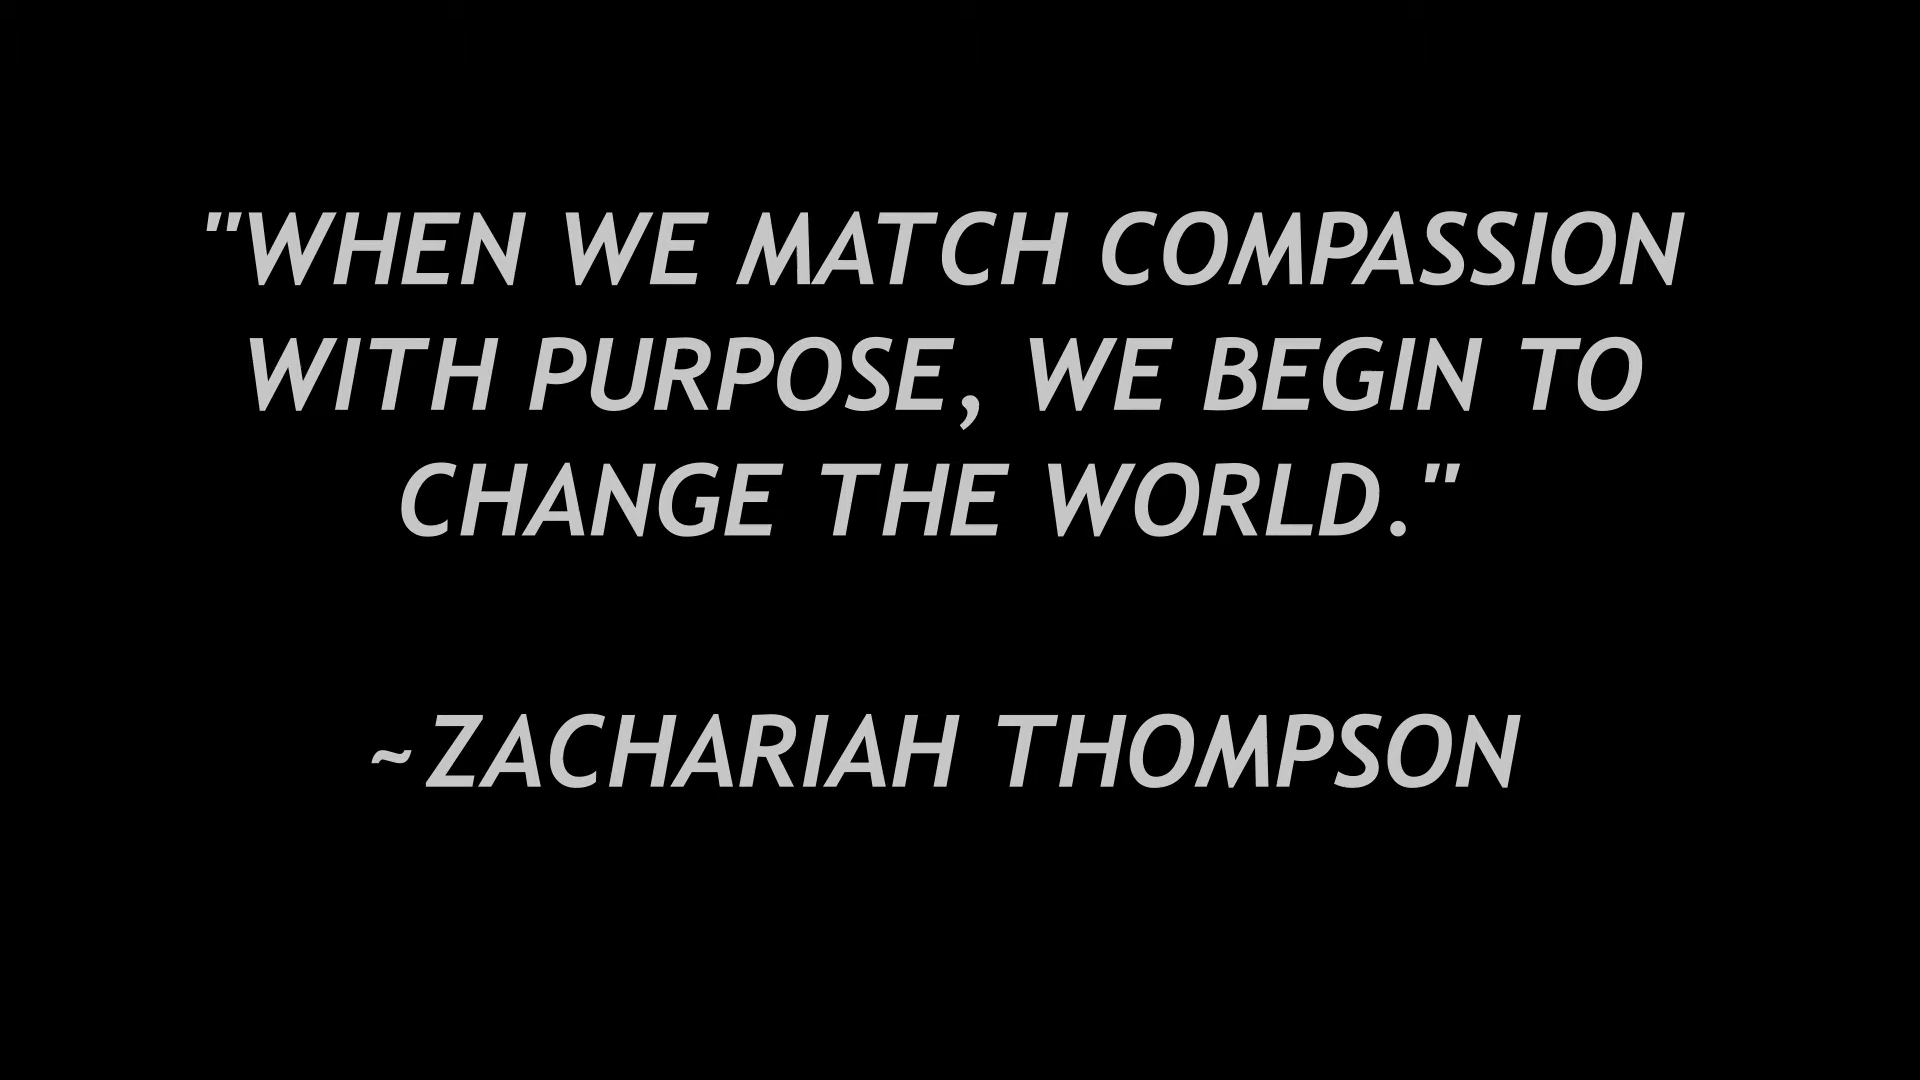 "WHEN WE MATCH COMPASSION
WITH PURPOSE, WE BEGIN TO
CHANGE THE WORLD."
~ZACHARIAH THOMPSON